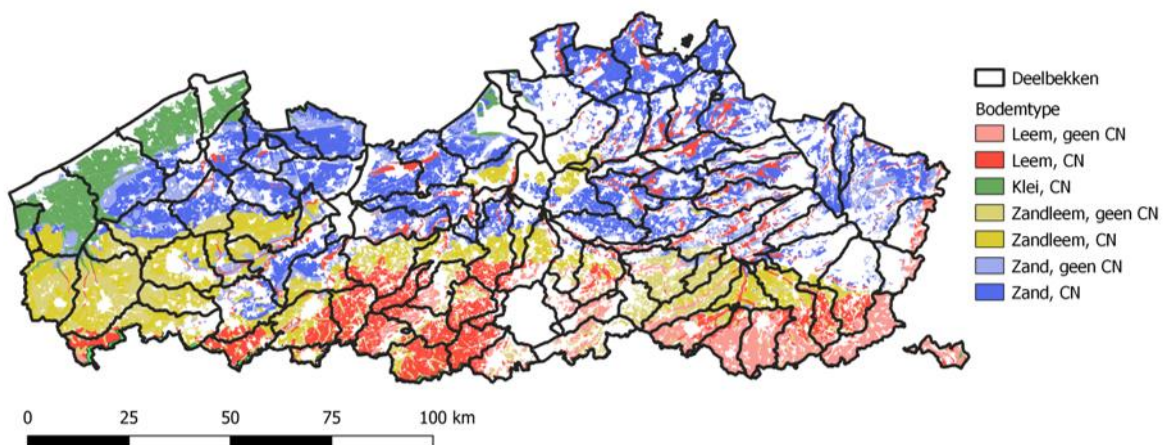 Deelbekken
Bodemtype
Leem, geen CN
Leem, CN
Klei, CN
Zandleem, geen CN
Zandleem, CN
Zand, geen CN
Zand, CN
0 25 50 75 100 km